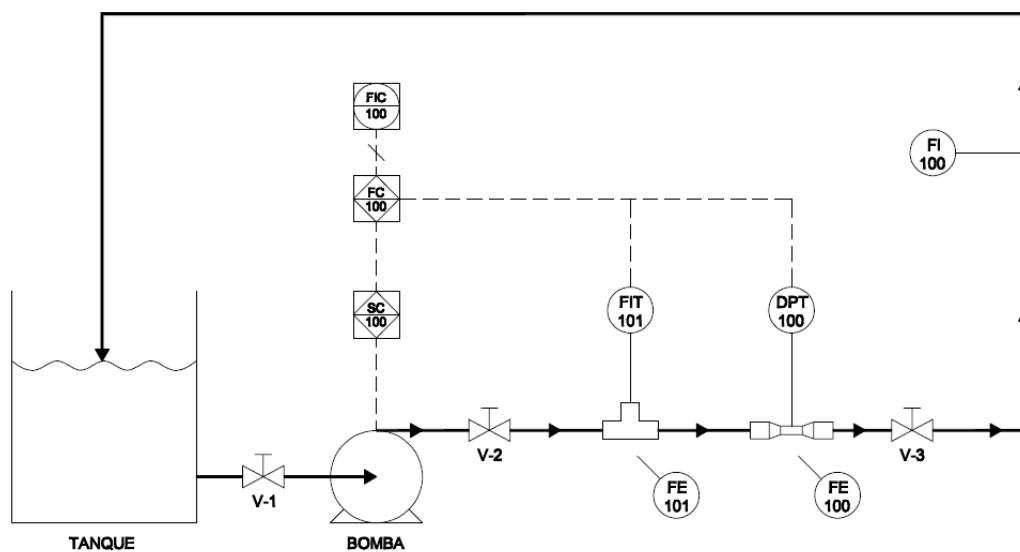 FIC
100
FC
100
FI
100
SC
100
FIT
101
DPT
100
V-2
V-3
V-1
FE
101
FE
100
TANQUE
BOMBA